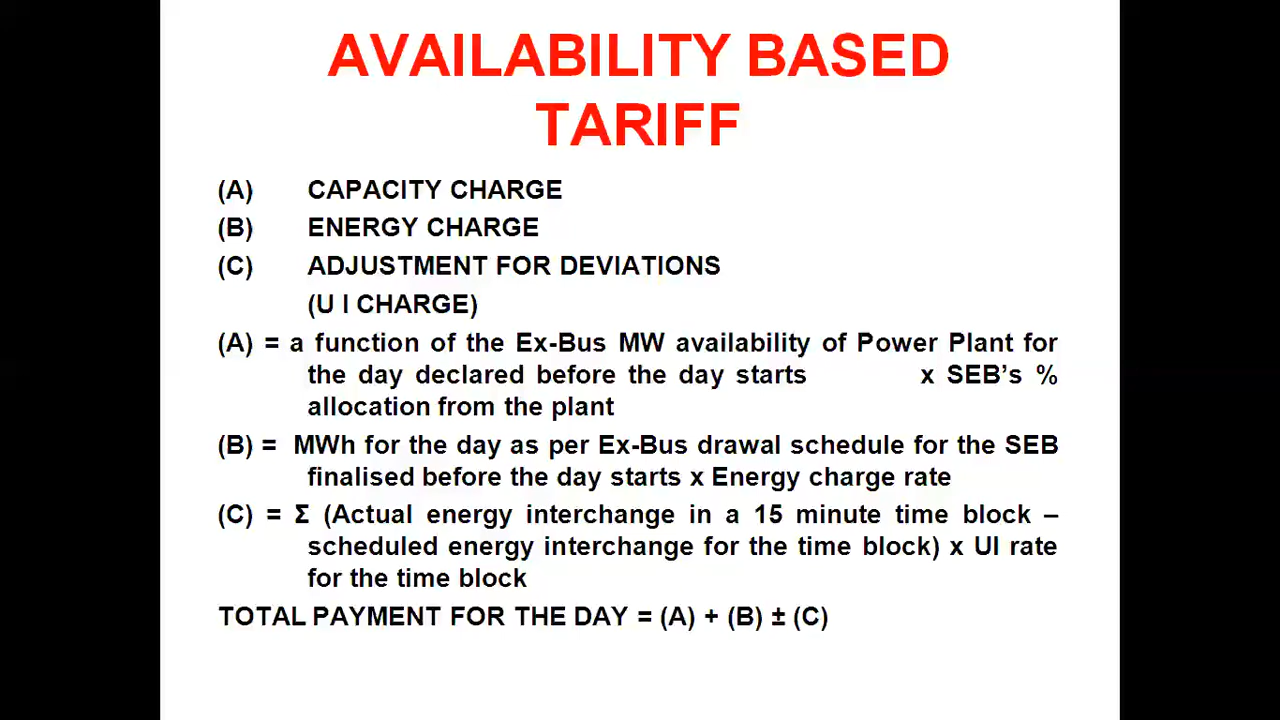 AVAILABILITY BASED
TARIFF
(A) CAPACITY CHARGE
(B) ENERGY CHARGE
(C) ADJUSTMENT FOR DEVIATIONS
(U I CHARGE)
(A) = a function of the Ex-Bus MW availability of Power Plant for
the day declared before the day starts x SEB’s %
allocation from the plant
(B) = MWh for the day as per Ex-Bus drawal schedule for the SEB
finalised before the day starts x Energy charge rate
(C) = Σ (Actual energy interchange in a 15 minute time block –
scheduled energy interchange for the time block) x UI rate
for the time block
TOTAL PAYMENT FOR THE DAY = (A) + (B) ± (C)